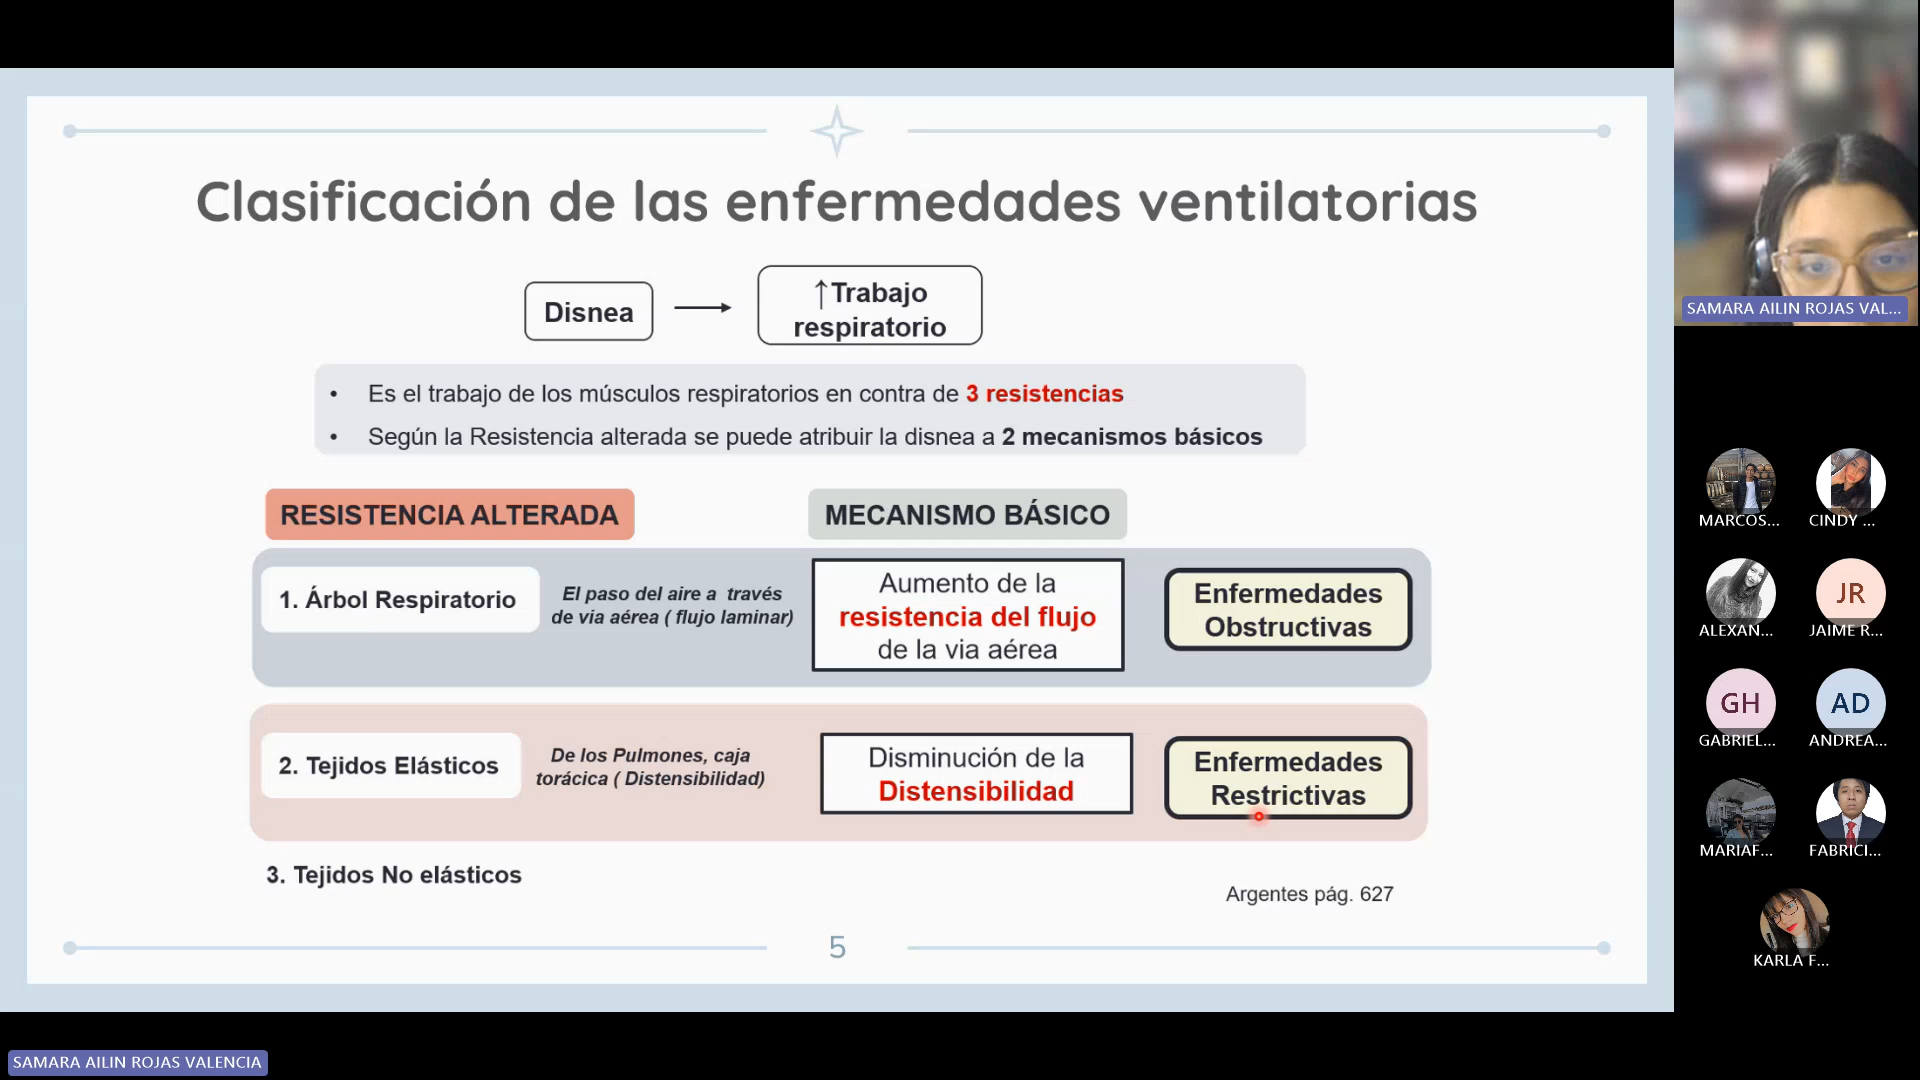 Clasificación de las enfermedades ventilatorias
Disnea
↑Trabajo
respiratorio
• Es el trabajo de los músculos respiratorios en contra de 3 resistencias
• Según la Resistencia alterada se puede atribuir la disnea a 2 mecanismos básicos
RESISTENCIA ALTERADA
MECANISMO BÁSICO
1. Árbol Respiratorio
El paso del aire a través
de via aérea ( flujo laminar)
Aumento de la
resistencia del flujo
de la via aérea
Enfermedades
Obstructivas
2. Tejidos Elásticos
De los Pulmones, caja
torácica ( Distensibilidad)
Disminución de la
Distensibilidad
Enfermedades
Restrictivas
3. Tejidos No elásticos
Argentes pág. 627
5
SAMARA AILIN ROJAS VALENCIA
SAMARA AILIN ROJAS VAL...
MARCOS...
CINDY ...
ALEXAN...
JR
JAIME R...
GH
GABRIEL...
AD
ANDREA...
MARIAF...
FABRICI...
KARLA F...